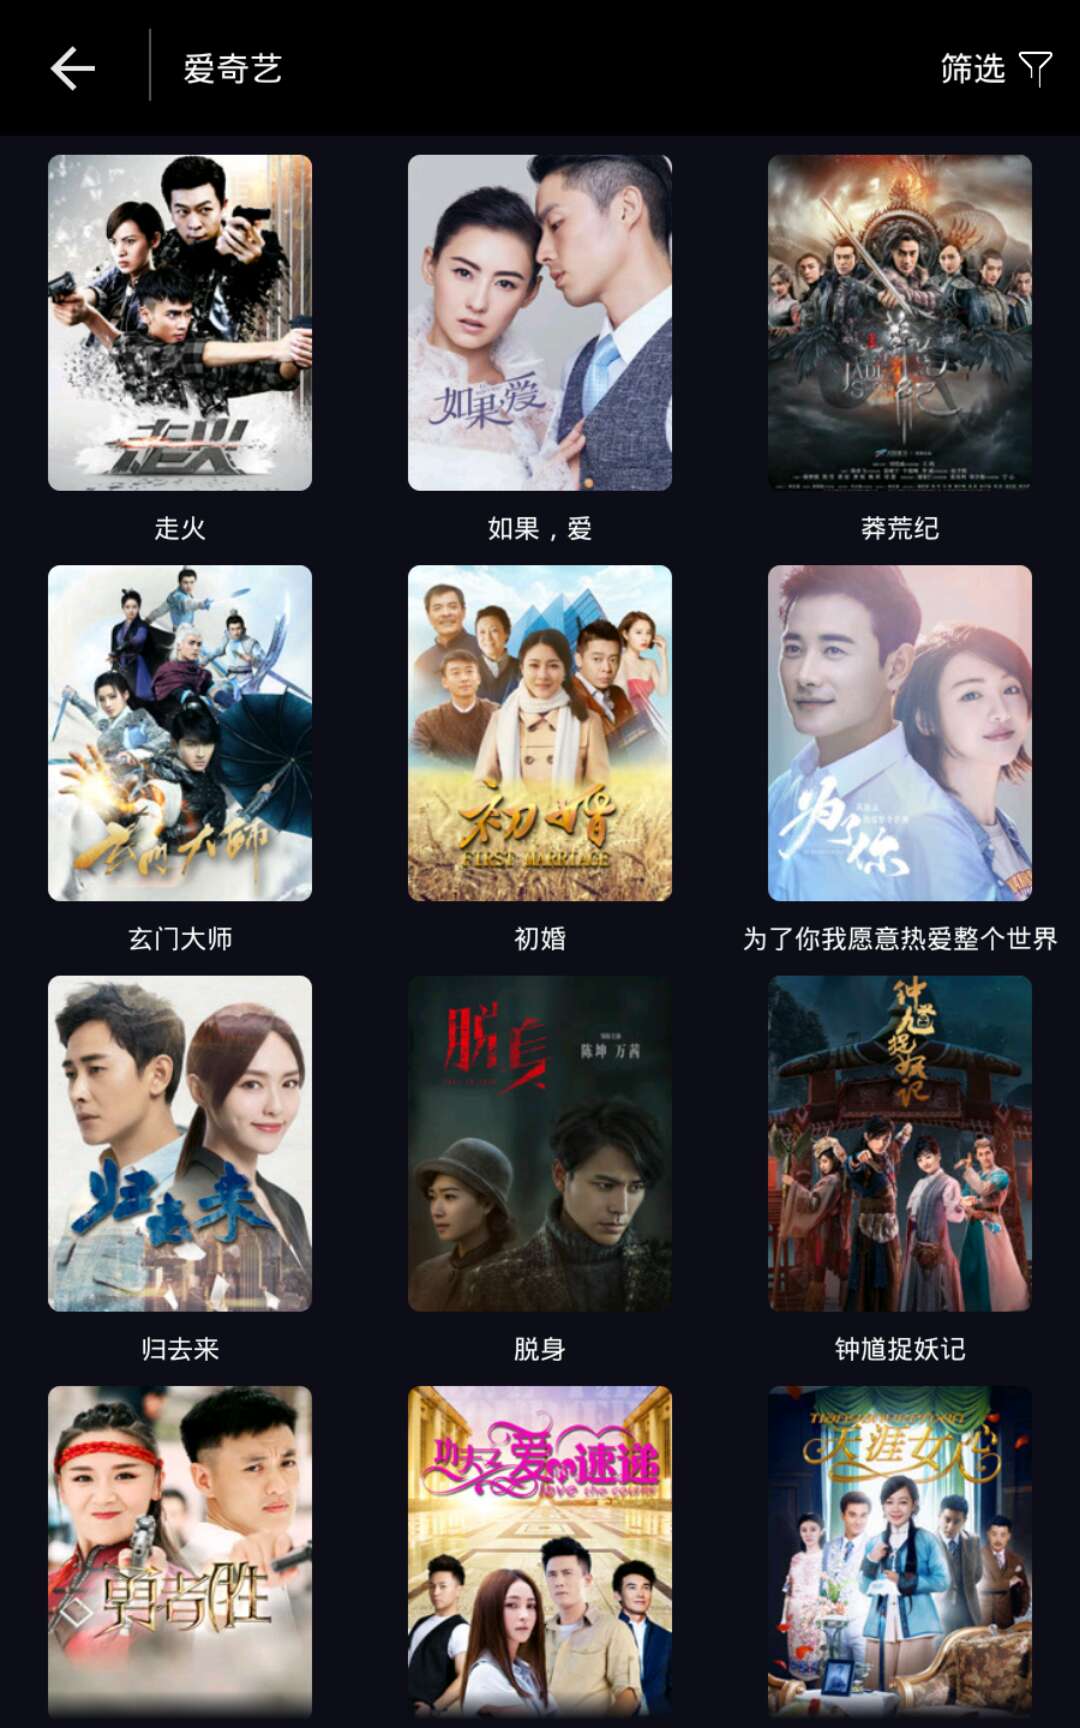 爱奇艺
筛选
走火
如果·爱
走火
如果，爱
莽荒纪
玄门大师
初婚
FIRST MARRIAGE
为了你
玄门大师
初婚
为了你我愿意热爱整个世界
归去来
脱身
陈坤 万茜
钟馗捉妖记
归去来
脱身
钟馗捉妖记
勇者胜
功夫之爱的速递
天涯女人心